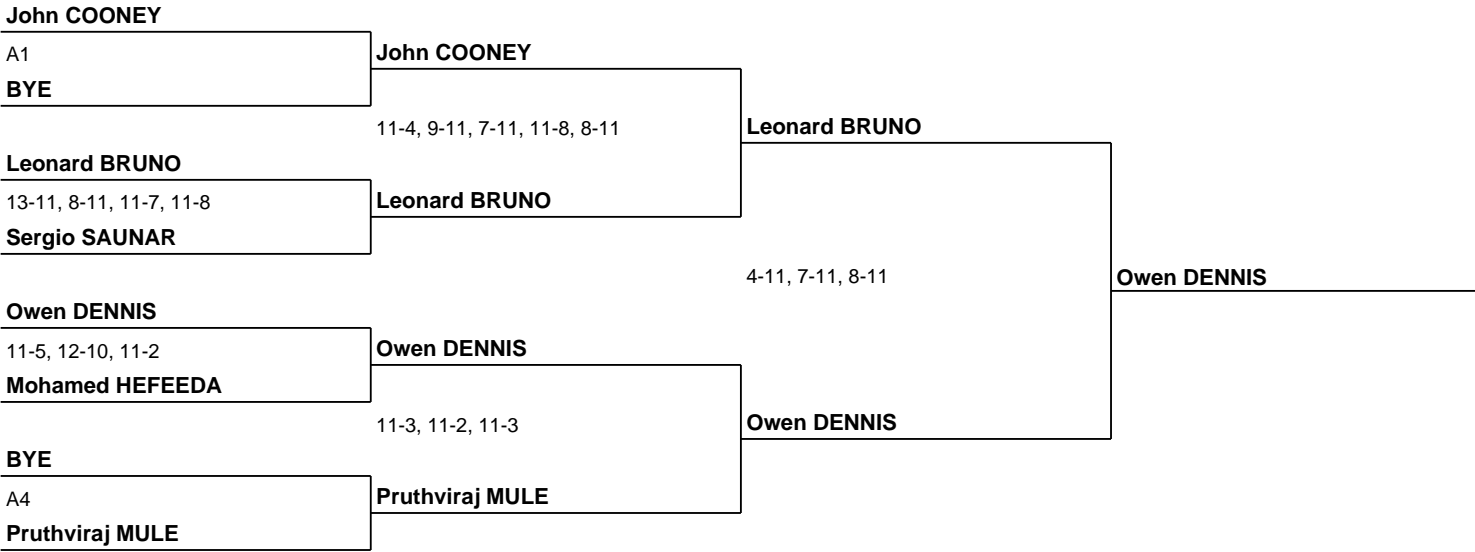 John COONEY
A1
BYE
John COONEY
11-4, 9-11, 7-11, 11-8, 8-11
Leonard BRUNO
Leonard BRUNO
13-11, 8-11, 11-7, 11-8
Sergio SAUNAR
Leonard BRUNO
4-11, 7-11, 8-11
Owen DENNIS
Owen DENNIS
11-5, 12-10, 11-2
Mohamed HEFEEDA
Owen DENNIS
11-3, 11-2, 11-3
Owen DENNIS
BYE
A4
Pruthviraj MULE
Pruthviraj MULE